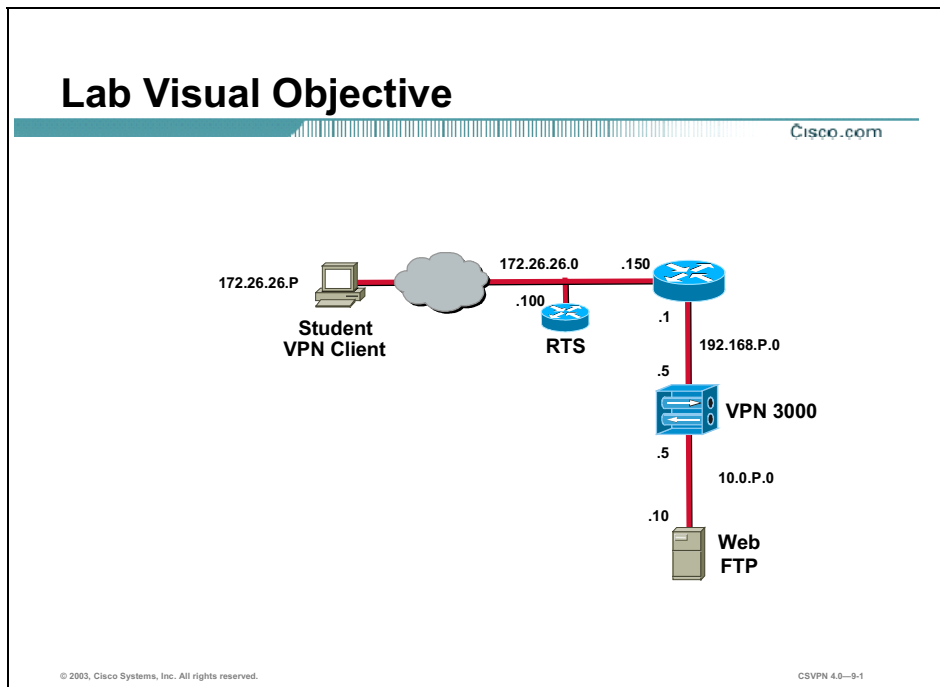 Lab Visual Objective
Cisco.com
172.26.26.0
.150
172.26.26.P
.100
Student
VPN Client
RTS
.1
192.168.P.0
.5
VPN 3000
.5
10.0.P.0
.10
Web
FTP
© 2003, Cisco Systems, Inc. All rights reserved.
CSVPN 4.0—9-1